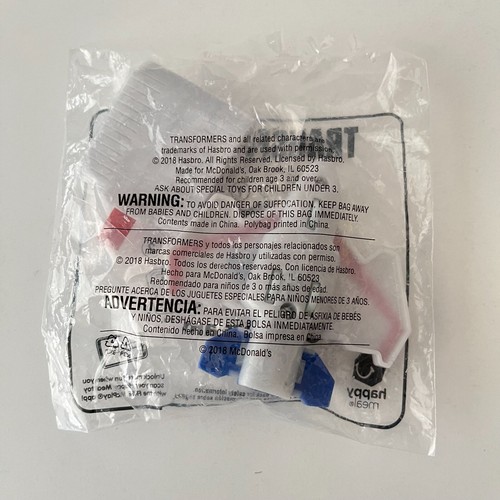 TRANSFORMERS and all related characters are
trademarks of Hasbro and are used with permission.
© 2018 Hasbro. All Rights Reserved. Licensed by Hasbro.
Made for McDonald's, Oak Brook, IL 60523
Recommended for children age 3 and over.
ASK ABOUT SPECIAL TOYS FOR CHILDREN UNDER 3.
WARNING: TO AVOID DANGER OF SUFFOCATION, KEEP BAG AWAY
FROM BABIES AND CHILDREN. DISPOSE OF THIS BAG IMMEDIATELY.
Contents made in China. Polybag printed in China.
TRANSFORMERS y todos los personajes relacionados son
marcas comerciales de Hasbro y utilizadas con permiso.
© 2018 Hasbro. Todos los derechos reservados. Con licencia de Hasbro.
Hecho para McDonald's, Oak Brook, IL 60523
Recomendado para niños de 3 o más años de edad.
PREGUNTE ACERCA DE LOS JUGUETES ESPECIALES PARA NIÑOS MENORES DE 3 AÑOS.
ADVERTENCIA: PARA EVITAR EL PELIGRO DE ASFIXIA DE BEBÉS
Y NIÑOS, DESHÁGASE DE ESTA BOLSA INMEDIATAMENTE.
Contenido hecho en China. Bolsa impresa en China.
© 2018 McDonald's
happy
meal